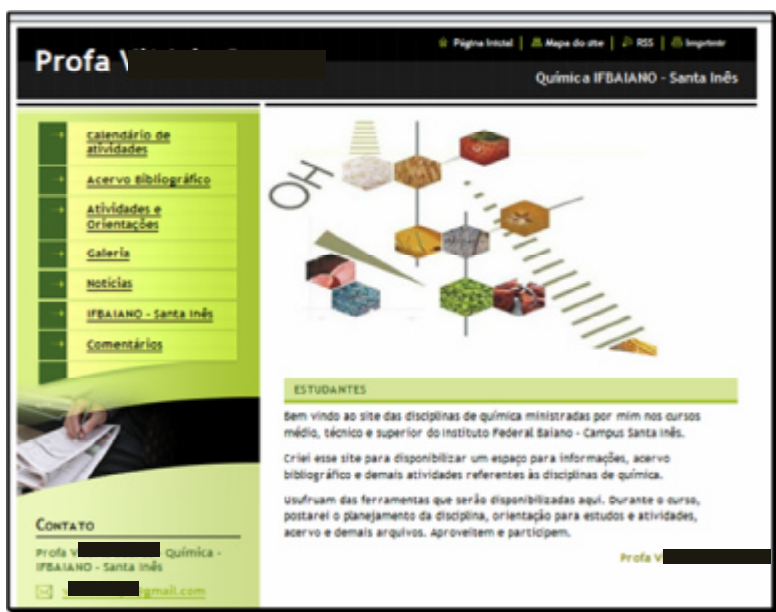 Profa V
Página Inicial | Mapa do site | RSS | Imprimir
Química IFBAIANO - Santa Inês
Calendário de
atividades
Acervo Bibliográfico
Atividades e
Orientações
Galeria
Notícias
IFBAIANO - Santa Inês
Comentários
OH
ESTUDANTES
Bem vindo ao site das disciplinas de química ministradas por mim nos cursos
médio, técnico e superior do Instituto Federal Baiano - Campus Santa Inês.
Criei esse site para disponibilizar um espaço para informações, acervo
bibliográfico e demais atividades referentes às disciplinas de química.
Usufruam das ferramentas que serão disponibilizadas aqui. Durante o curso,
postarei o planejamento da disciplina, orientação para estudos e atividades,
acervo e demais arquivos. Aproveitem e participem.
Profa V
CONTATO
Profa V Química -
IFBAIANO - Santa Inês
gmail.com